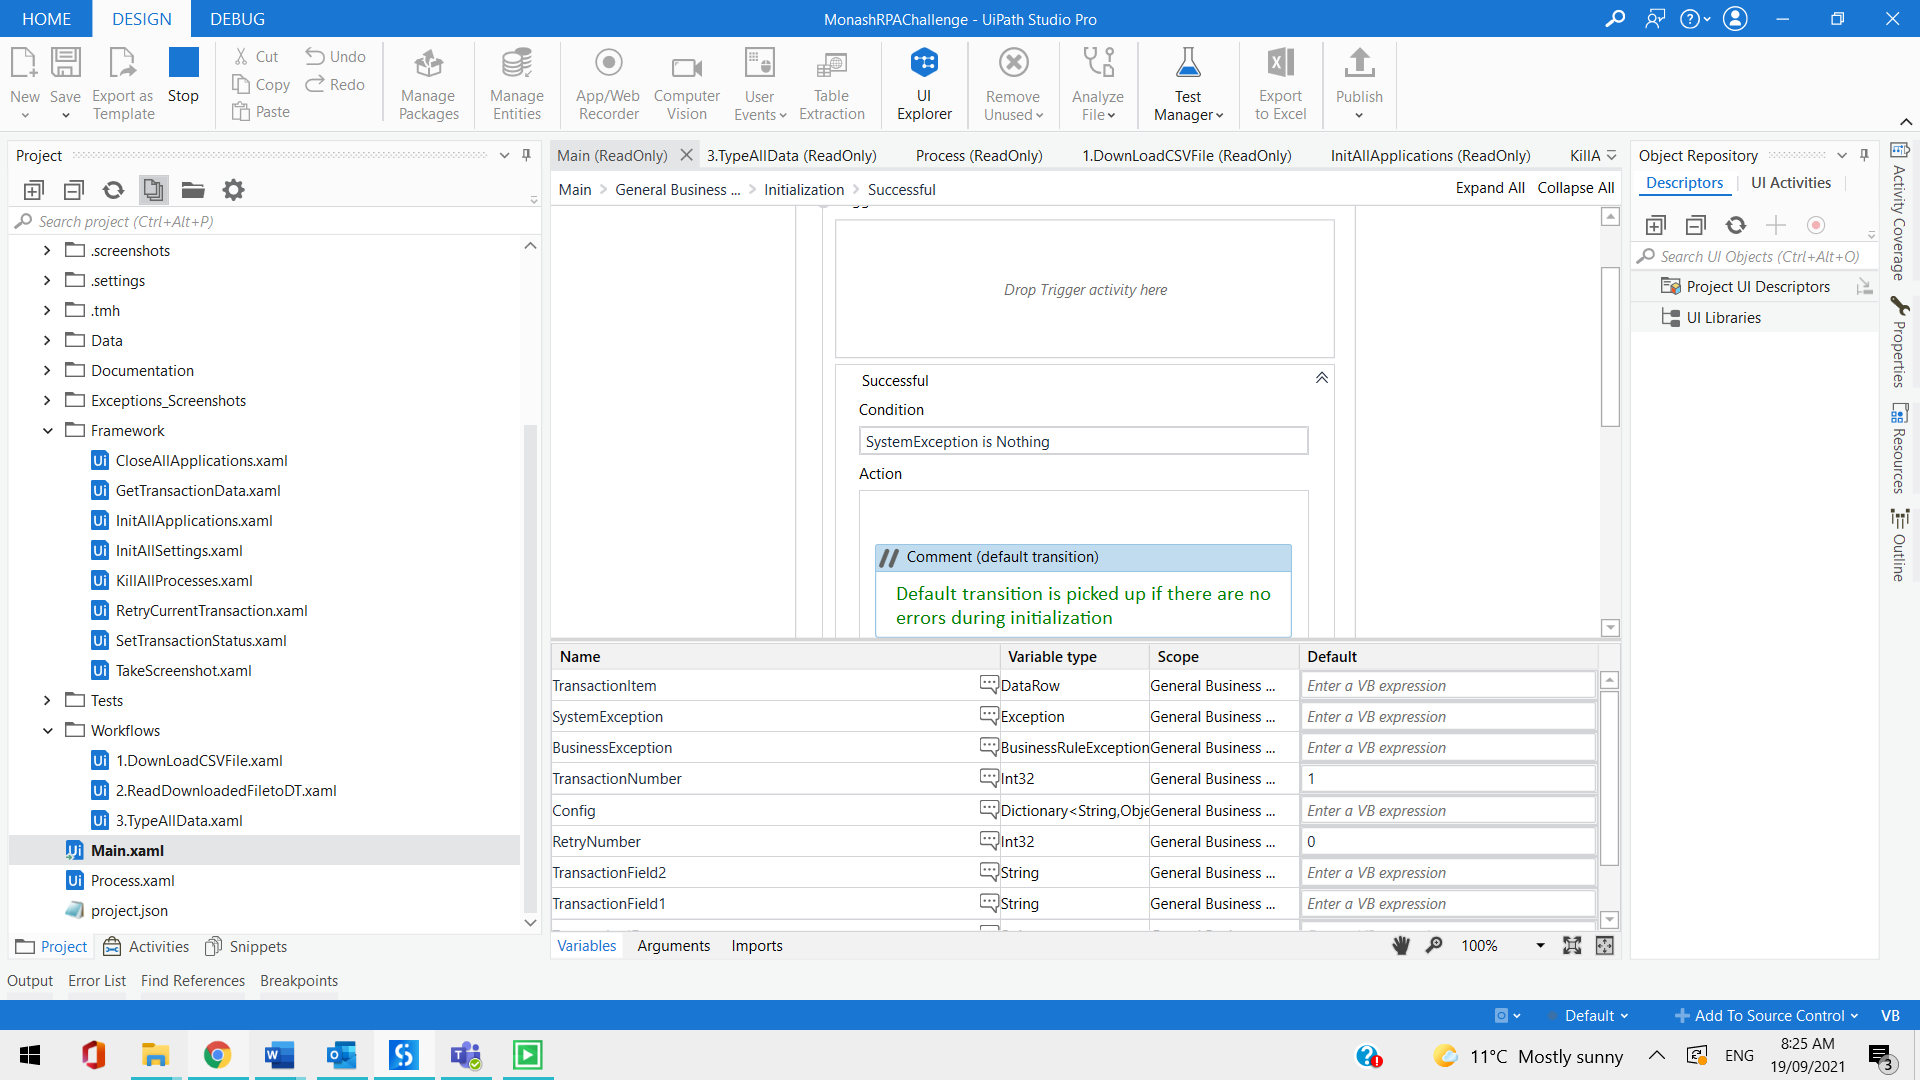 HOME DESIGN DEBUG
MonashRPAChallenge - UiPath Studio Pro
New
Save
Export as Template
Stop
Cut
Copy
Paste
Undo
Redo
Manage Packages
Manage Entities
App/Web Recorder
Computer Vision
User Events
Table Extraction
UI Explorer
Remove Unused
Analyze File
Test Manager
Export to Excel
Publish
Project
Search project (Ctrl+Alt+P)
.screenshots
.settings
.tmh
Data
Documentation
Exceptions_Screenshots
Framework
CloseAllApplications.xaml
GetTransactionData.xaml
InitAllApplications.xaml
InitAllSettings.xaml
KillAllProcesses.xaml
RetryCurrentTransaction.xaml
SetTransactionStatus.xaml
TakeScreenshot.xaml
Tests
Workflows
1.DownLoadCSVFile.xaml
2.ReadDownloadedFiletoDT.xaml
3.TypeAllData.xaml
Main.xaml
Process.xaml
project.json
Project Activities Snippets
Output Error List Find References Breakpoints
Main (ReadOnly) 3.TypeAllData (ReadOnly) Process (ReadOnly) 1.DownLoadCSVFile (ReadOnly) InitAllApplications (ReadOnly) KillA
Main > General Business ... > Initialization > Successful
Expand All Collapse All
Drop Trigger activity here
Successful
Condition
SystemException is Nothing
Action
// Comment (default transition)
Default transition is picked up if there are no
errors during initialization
Name Variable type Scope Default
TransactionItem DataRow General Business ... Enter a VB expression
SystemException Exception General Business ... Enter a VB expression
BusinessException BusinessRuleException General Business ... Enter a VB expression
TransactionNumber Int32 General Business ... 1
Config Dictionary<String,Obje General Business ... Enter a VB expression
RetryNumber Int32 General Business ... 0
TransactionField2 String General Business ... Enter a VB expression
TransactionField1 String General Business ... Enter a VB expression
Variables Arguments Imports
100%
Object Repository
Descriptors UI Activities
Search UI Objects (Ctrl+Alt+O)
Project UI Descriptors
UI Libraries
Activity Coverage
Properties
Resources
Outline
Default
Add To Source Control
VB
11°C Mostly sunny
ENG
8:25 AM
19/09/2021
3